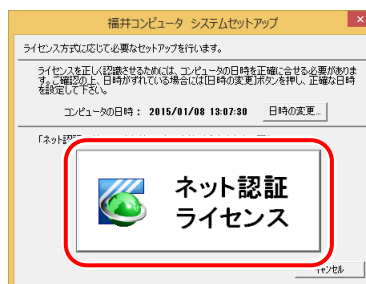 福井コンピュータ システムセットアップ
ライセンス方式に応じて必要なセットアップを行います。
ライセンスを正しく認識させるためには、コンピュータの日時を正確に合せる必要があります。ご確認の上、日時がずれている場合には[日時の変更]ボタンを押し、正確な日時を設定して下さい。
コンピュータの日時： 2015/01/08 13:07:30
日時の変更...
「ネット認証
ネット認証
ライセンス
キャンセル